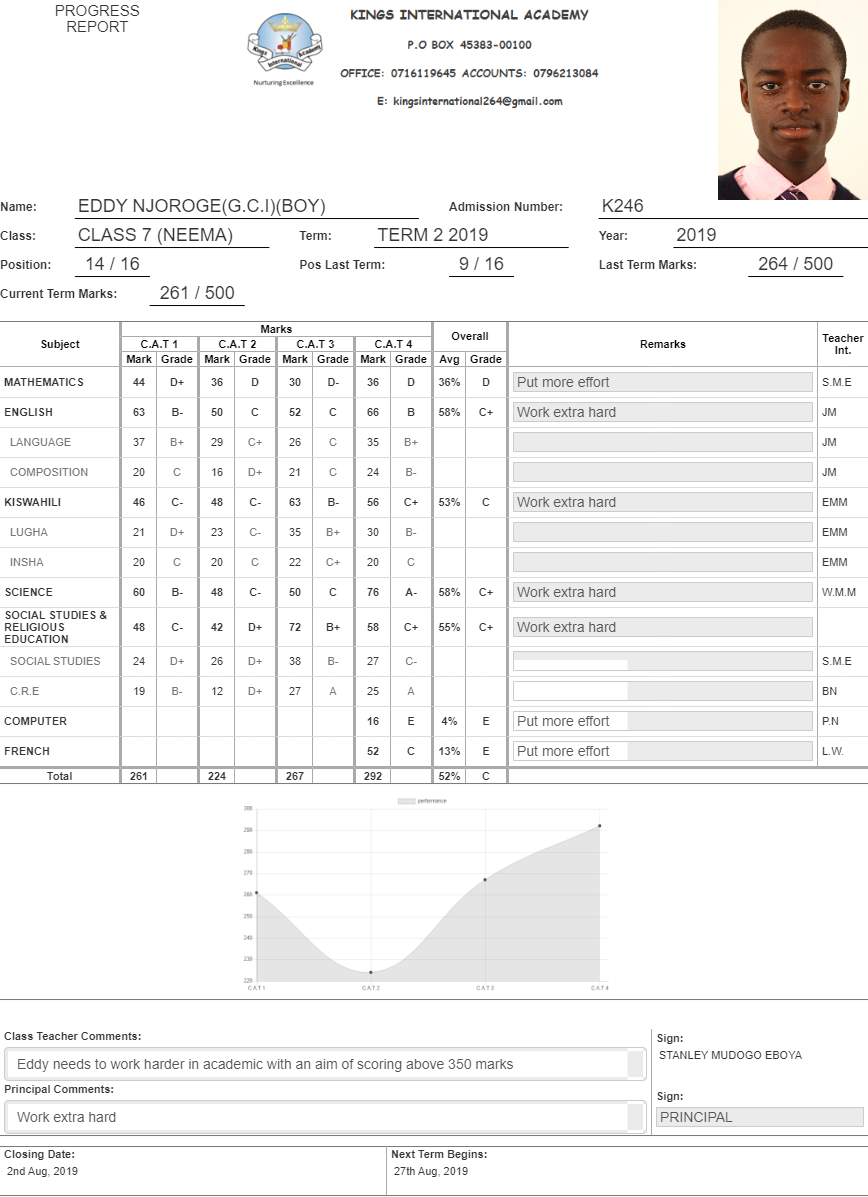 PROGRESS
REPORT
Kings International Academy
Nurturing Excellence
KINGS INTERNATIONAL ACADEMY
P.O BOX 45383-00100
OFFICE: 0716119645 ACCOUNTS: 0796213084
E: kingsinternational264@gmail.com
Name: EDDY NJOROGE(G.C.I)(BOY) Admission Number: K246
Class: CLASS 7 (NEEMA) Term: TERM 2 2019 Year: 2019
Position: 14 / 16 Pos Last Term: 9 / 16 Last Term Marks: 264 / 500
Current Term Marks: 261 / 500
Subject Marks Overall Remarks Teacher Int.
C.A.T 1 C.A.T 2 C.A.T 3 C.A.T 4
Mark Grade Mark Grade Mark Grade Mark Grade Avg Grade
MATHEMATICS 44 D+ 36 D 30 D- 36 D 36% D Put more effort S.M.E
ENGLISH 63 B- 50 C 52 C 66 B 58% C+ Work extra hard JM
LANGUAGE 37 B+ 29 C+ 26 C 35 B+ JM
COMPOSITION 20 C 16 D+ 21 C 24 B- JM
KISWAHILI 46 C- 48 C- 63 B- 56 C+ 53% C Work extra hard EMM
LUGHA 21 D+ 23 C- 35 B+ 30 B- EMM
INSHA 20 C 20 C 22 C+ 20 C EMM
SCIENCE 60 B- 48 C- 50 C 76 A- 58% C+ Work extra hard W.M.M
SOCIAL STUDIES &
RELIGIOUS
EDUCATION 48 C- 42 D+ 72 B+ 58 C+ 55% C+ Work extra hard
SOCIAL STUDIES 24 D+ 26 D+ 38 B- 27 C- S.M.E
C.R.E 19 B- 12 D+ 27 A 25 A BN
COMPUTER 16 E 4% E Put more effort P.N
FRENCH 52 C 13% E Put more effort L.W.
Total 261 224 267 292 52% C
performance
300
290
280
270
260
250
240
230
220
C.A.T 1 C.A.T 2 C.A.T 3 C.A.T 4
Class Teacher Comments:
Eddy needs to work harder in academic with an aim of scoring above 350 marks
Sign:
STANLEY MUDOGO EBOYA
Principal Comments:
Work extra hard
Sign:
PRINCIPAL
Closing Date: Next Term Begins:
2nd Aug, 2019 27th Aug, 2019